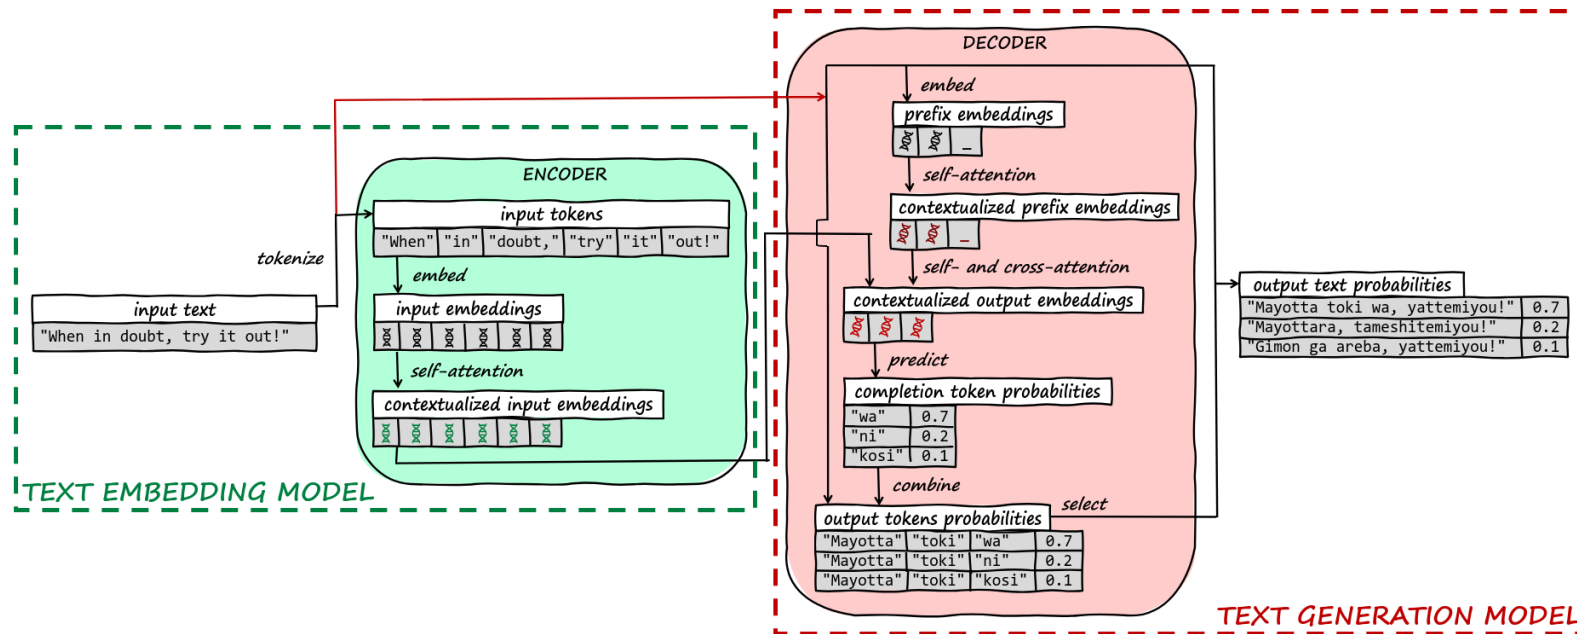 DECODER
embed
prefix embeddings
_
self-attention
contextualized prefix embeddings
_
self- and cross-attention
contextualized output embeddings
predict
completion token probabilities
"wa" 0.7
"ni" 0.2
"kosi" 0.1
combine
select
output tokens probabilities
"Mayotta" "toki" "wa" 0.7
"Mayotta" "toki" "ni" 0.2
"Mayotta" "toki" "kosi" 0.1
TEXT GENERATION MODEL
ENCODER
input tokens
"When" "in" "doubt," "try" "it" "out!"
tokenize
embed
input embeddings
self-attention
contextualized input embeddings
input text
"When in doubt, try it out!"
TEXT EMBEDDING MODEL
output text probabilities
"Mayotta toki wa, yattemiyou!" 0.7
"Mayottara, tameshitemiyou!" 0.2
"Gimon ga areba, yattemiyou!" 0.1